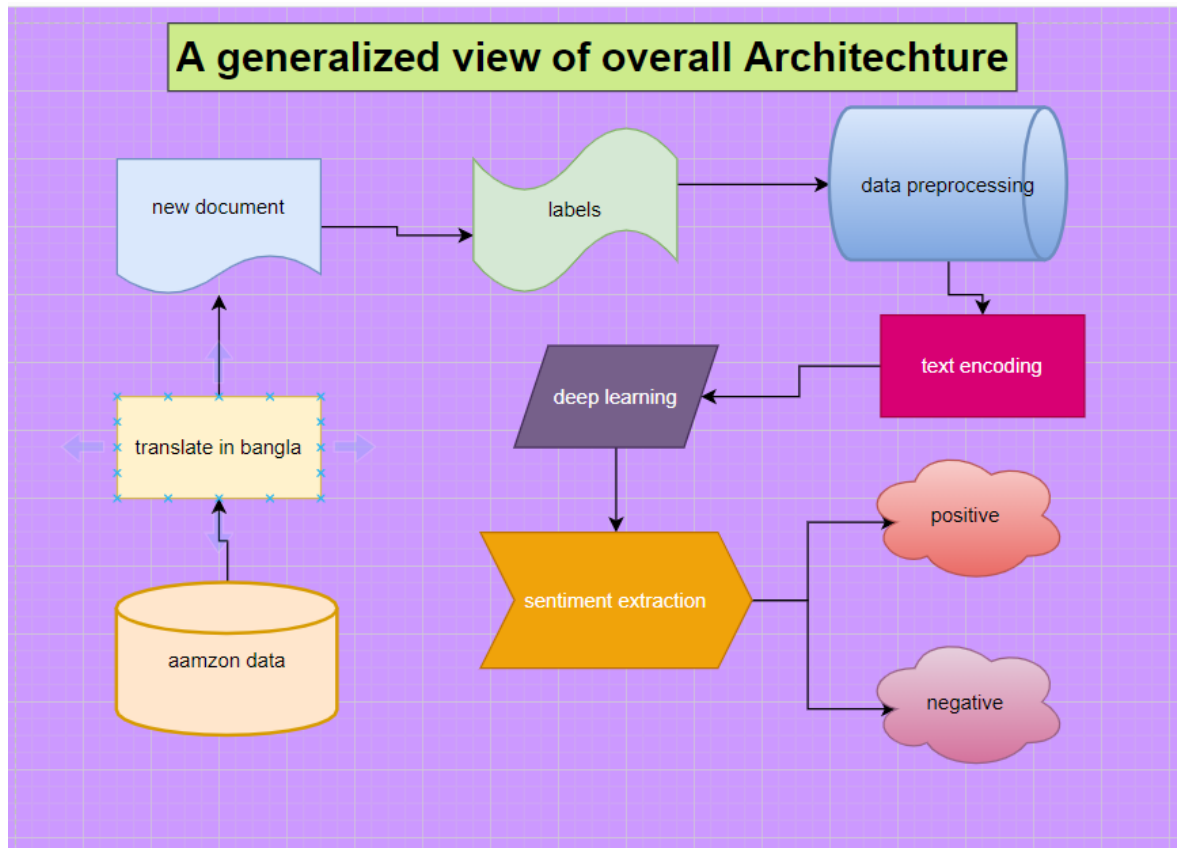 A generalized view of overall Architechture
new document
labels
data preprocessing
translate in bangla
deep learning
text encoding
aamzon data
sentiment extraction
positive
negative